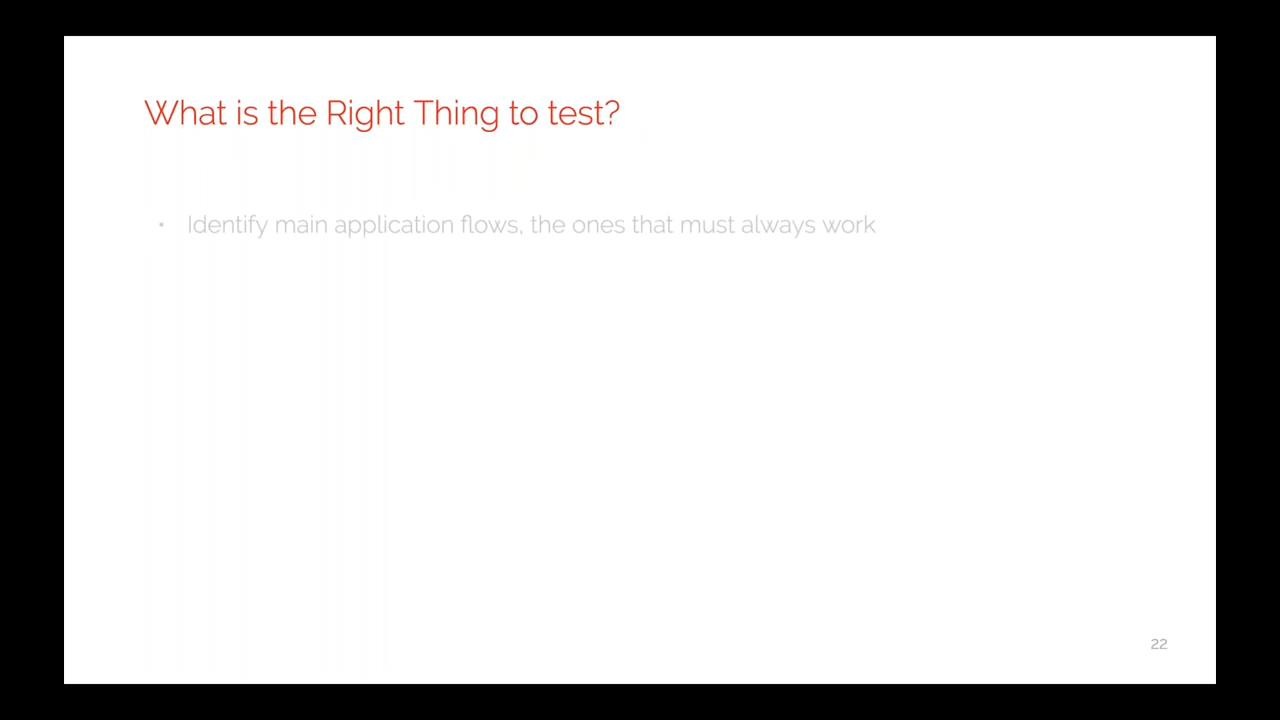 What is the Right Thing to test?
• Identify main application flows, the ones that must always work
22